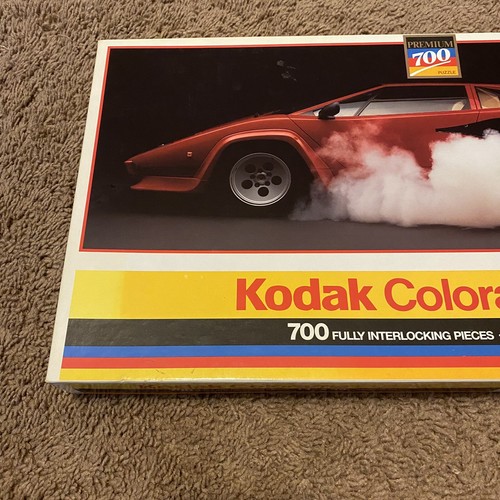 PREMIUM
700
PUZZLE
Kodak Colora
700 FULLY INTERLOCKING PIECES